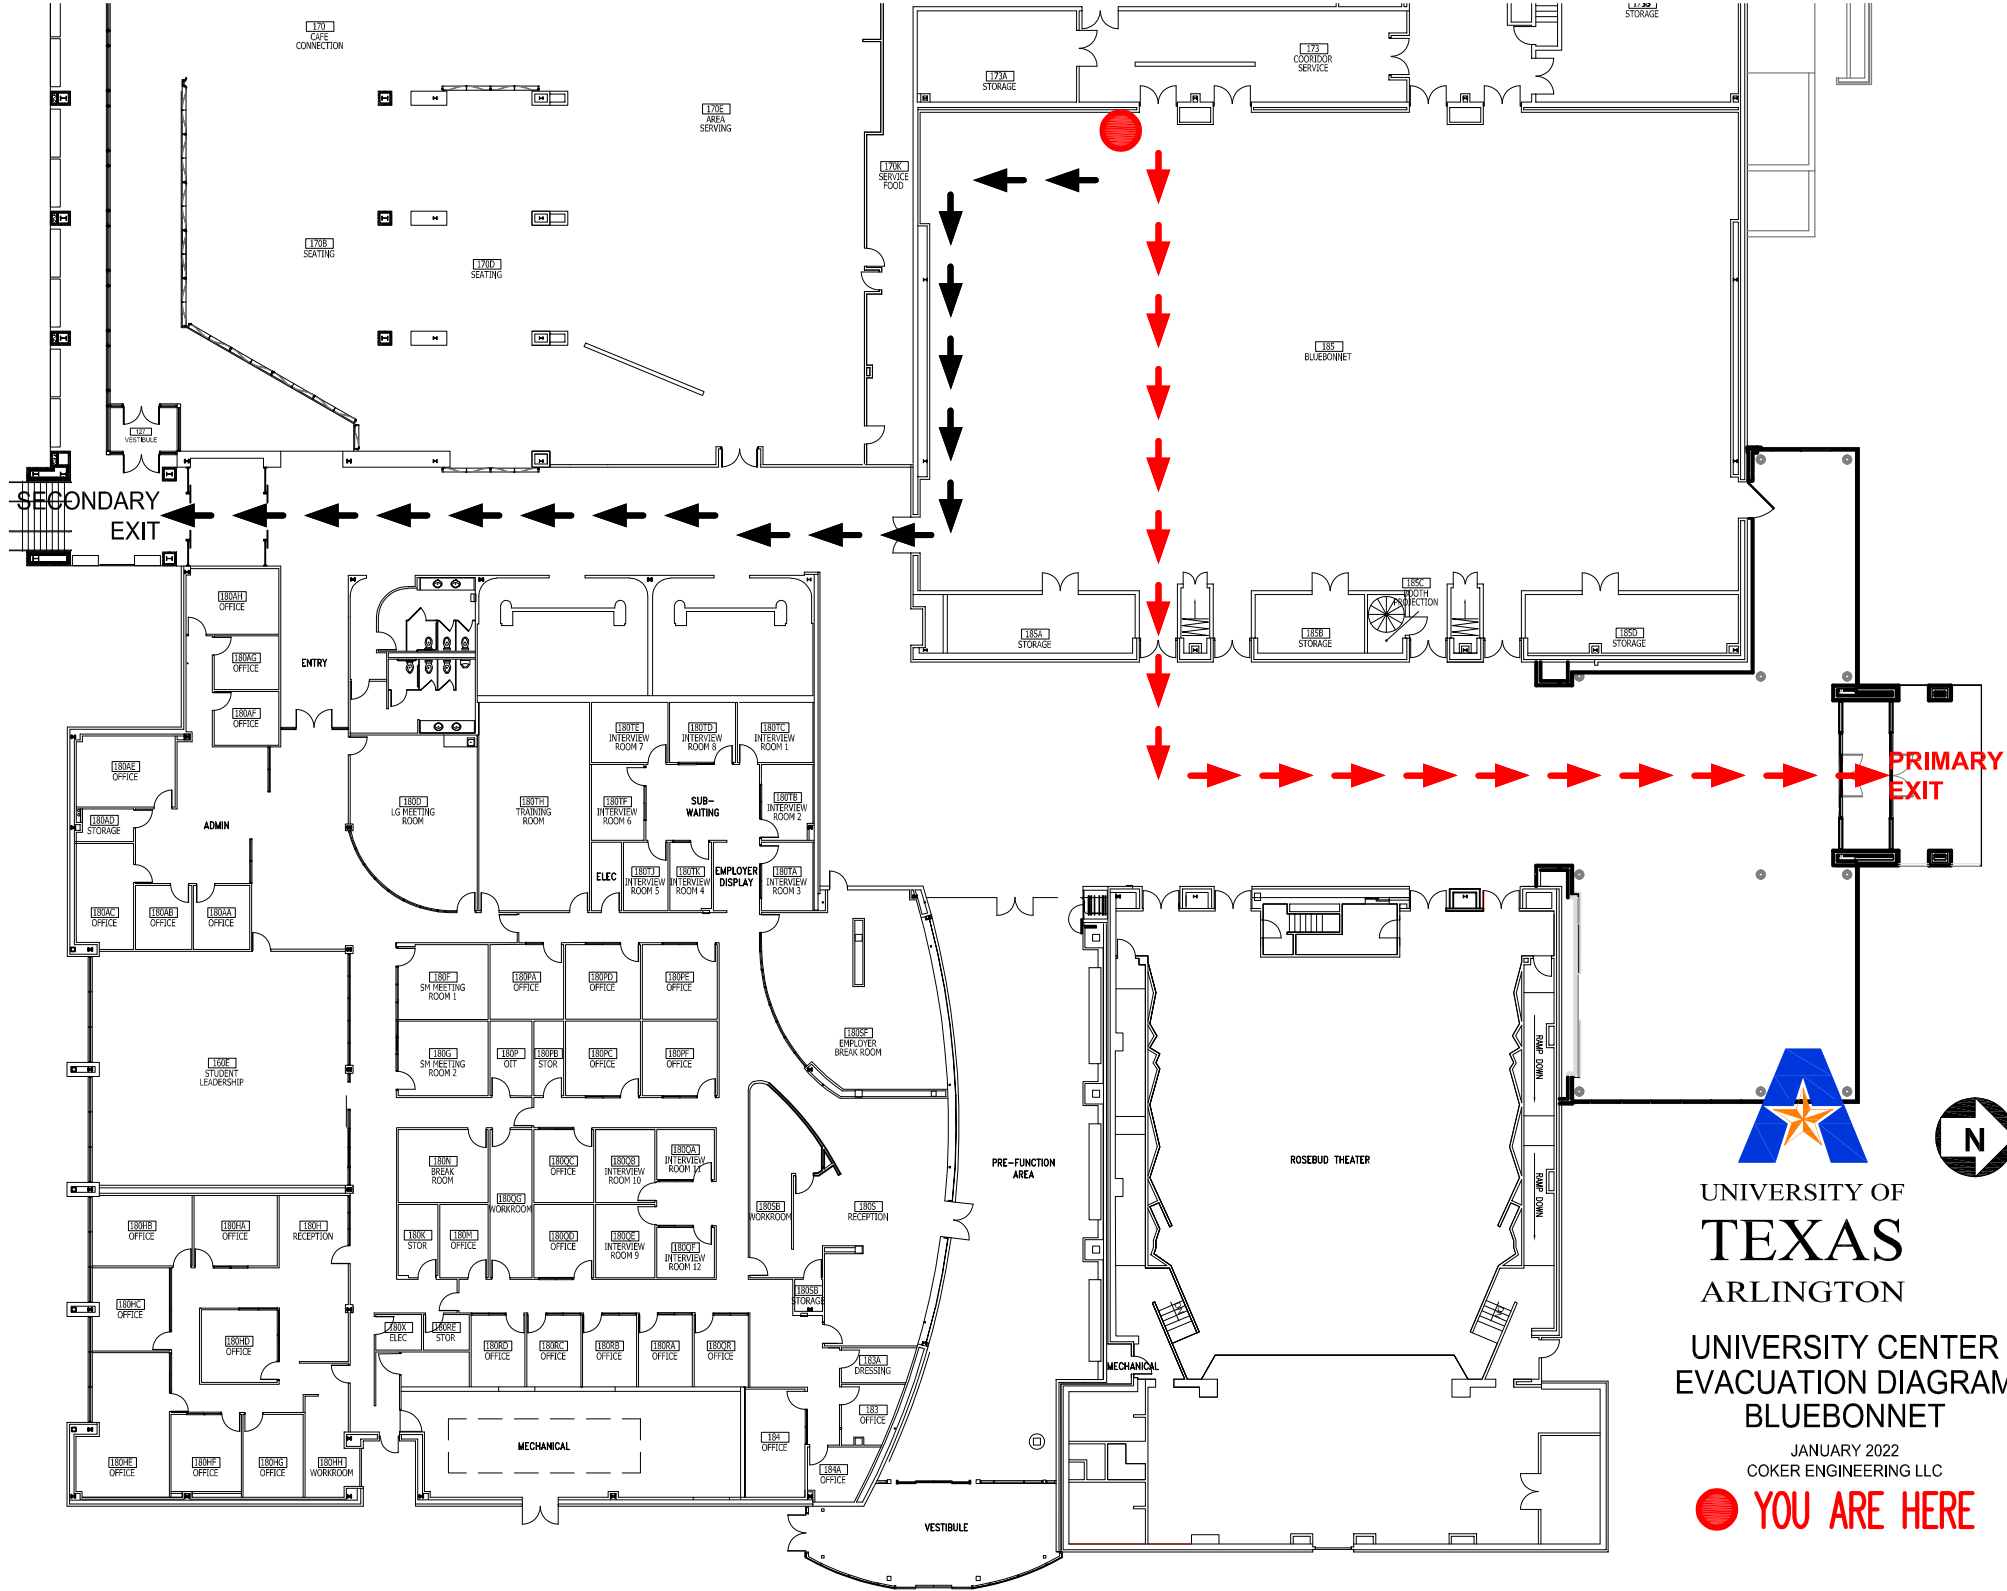 170
CAFE
CONNECTION
173A
STORAGE
173
COORIDOR
SERVICE
STORAGE
170E
AREA
SERVING
170K
SERVICE
FOOD
170B
SEATING
170D
SEATING
185
BLUEBONNET
127
VESTIBULE
SECONDARY
EXIT
185A
STORAGE
185B
STORAGE
185C
BOOTH
PROJECTION
185D
STORAGE
180AH
OFFICE
180AG
OFFICE
180AF
OFFICE
ENTRY
180AE
OFFICE
180AD
STORAGE
ADMIN
180AC
OFFICE
180AB
OFFICE
180AA
OFFICE
180D
LG MEETING
ROOM
180TH
TRAINING
ROOM
180TE
INTERVIEW
ROOM 7
180TD
INTERVIEW
ROOM 8
180TC
INTERVIEW
ROOM 1
180TF
INTERVIEW
ROOM 6
SUB-
WAITING
180TB
INTERVIEW
ROOM 2
ELEC
180TJ
INTERVIEW
ROOM 5
180TK
INTERVIEW
ROOM 4
EMPLOYER
DISPLAY
180TA
INTERVIEW
ROOM 3
PRIMARY
EXIT
180F
SM MEETING
ROOM 1
180PA
OFFICE
180PD
OFFICE
180PE
OFFICE
180G
SM MEETING
ROOM 2
180P
OIT
180PB
STOR
180PC
OFFICE
180PF
OFFICE
180SF
EMPLOYER
BREAK ROOM
160E
STUDENT
LEADERSHIP
180N
BREAK
ROOM
180QG
WORKROOM
180QC
OFFICE
180QB
INTERVIEW
ROOM 10
180QA
INTERVIEW
ROOM 11
180K
STOR
180M
OFFICE
180QD
OFFICE
180QE
INTERVIEW
ROOM 9
180QF
INTERVIEW
ROOM 12
180SB
WORKROOM
180S
RECEPTION
180SB
STORAGE
PRE-FUNCTION
AREA
ROSEBUD THEATER
RAMP DOWN
RAMP DOWN
180HB
OFFICE
180HA
OFFICE
180H
RECEPTION
180HC
OFFICE
180HD
OFFICE
180HE
OFFICE
180HF
OFFICE
180HG
OFFICE
180HH
WORKROOM
180X
ELEC
180RE
STOR
180RD
OFFICE
180RC
OFFICE
180RB
OFFICE
180RA
OFFICE
180QR
OFFICE
183A
DRESSING
183
OFFICE
184
OFFICE
184A
OFFICE
MECHANICAL
MECHANICAL
VESTIBULE
N
UNIVERSITY OF
TEXAS
ARLINGTON
UNIVERSITY CENTER
EVACUATION DIAGRAM
BLUEBONNET
JANUARY 2022
COKER ENGINEERING LLC
YOU ARE HERE